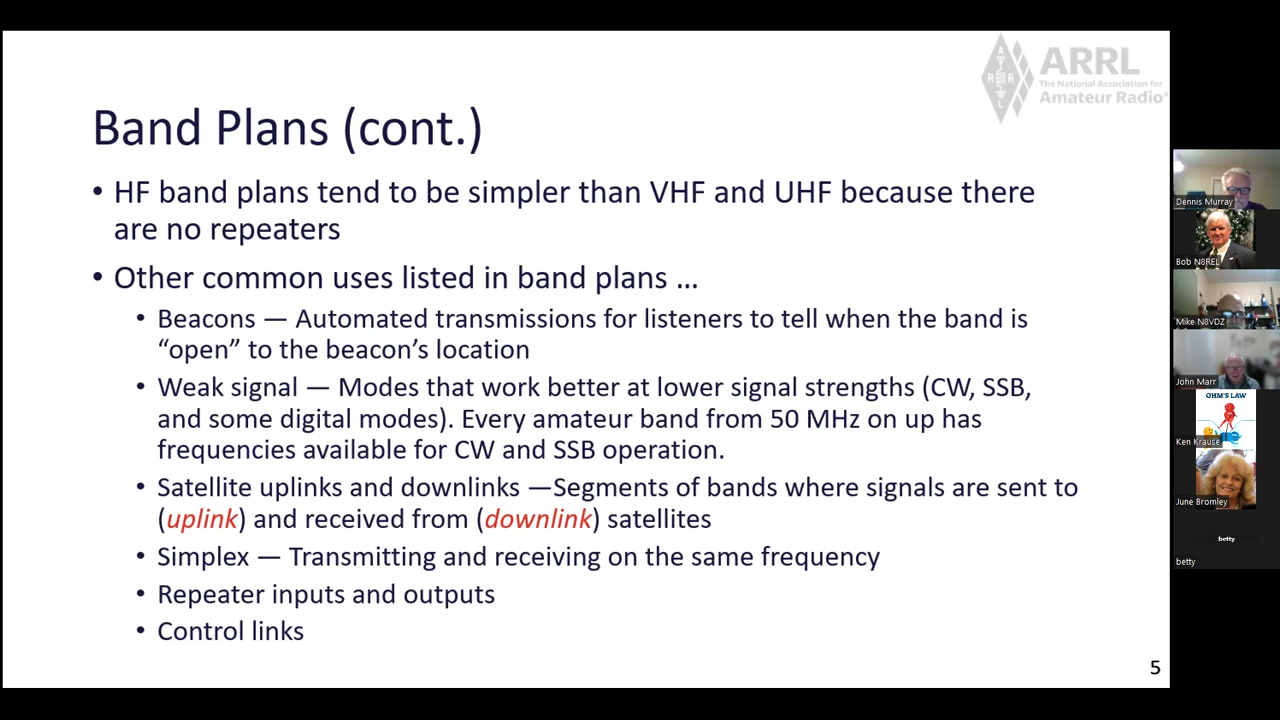 ARRL
The National Association for
Amateur Radio®
Band Plans (cont.)
• HF band plans tend to be simpler than VHF and UHF because there
are no repeaters
• Other common uses listed in band plans …
• Beacons — Automated transmissions for listeners to tell when the band is
“open” to the beacon’s location
• Weak signal — Modes that work better at lower signal strengths (CW, SSB,
and some digital modes). Every amateur band from 50 MHz on up has
frequencies available for CW and SSB operation.
• Satellite uplinks and downlinks —Segments of bands where signals are sent to
(uplink) and received from (downlink) satellites
• Simplex — Transmitting and receiving on the same frequency
• Repeater inputs and outputs
• Control links
5
Dennis Murray
Bob N8REL
Mike N8VDZ
John Marr
OHM'S LAW
Ken Krause
June Bromley
betty
betty